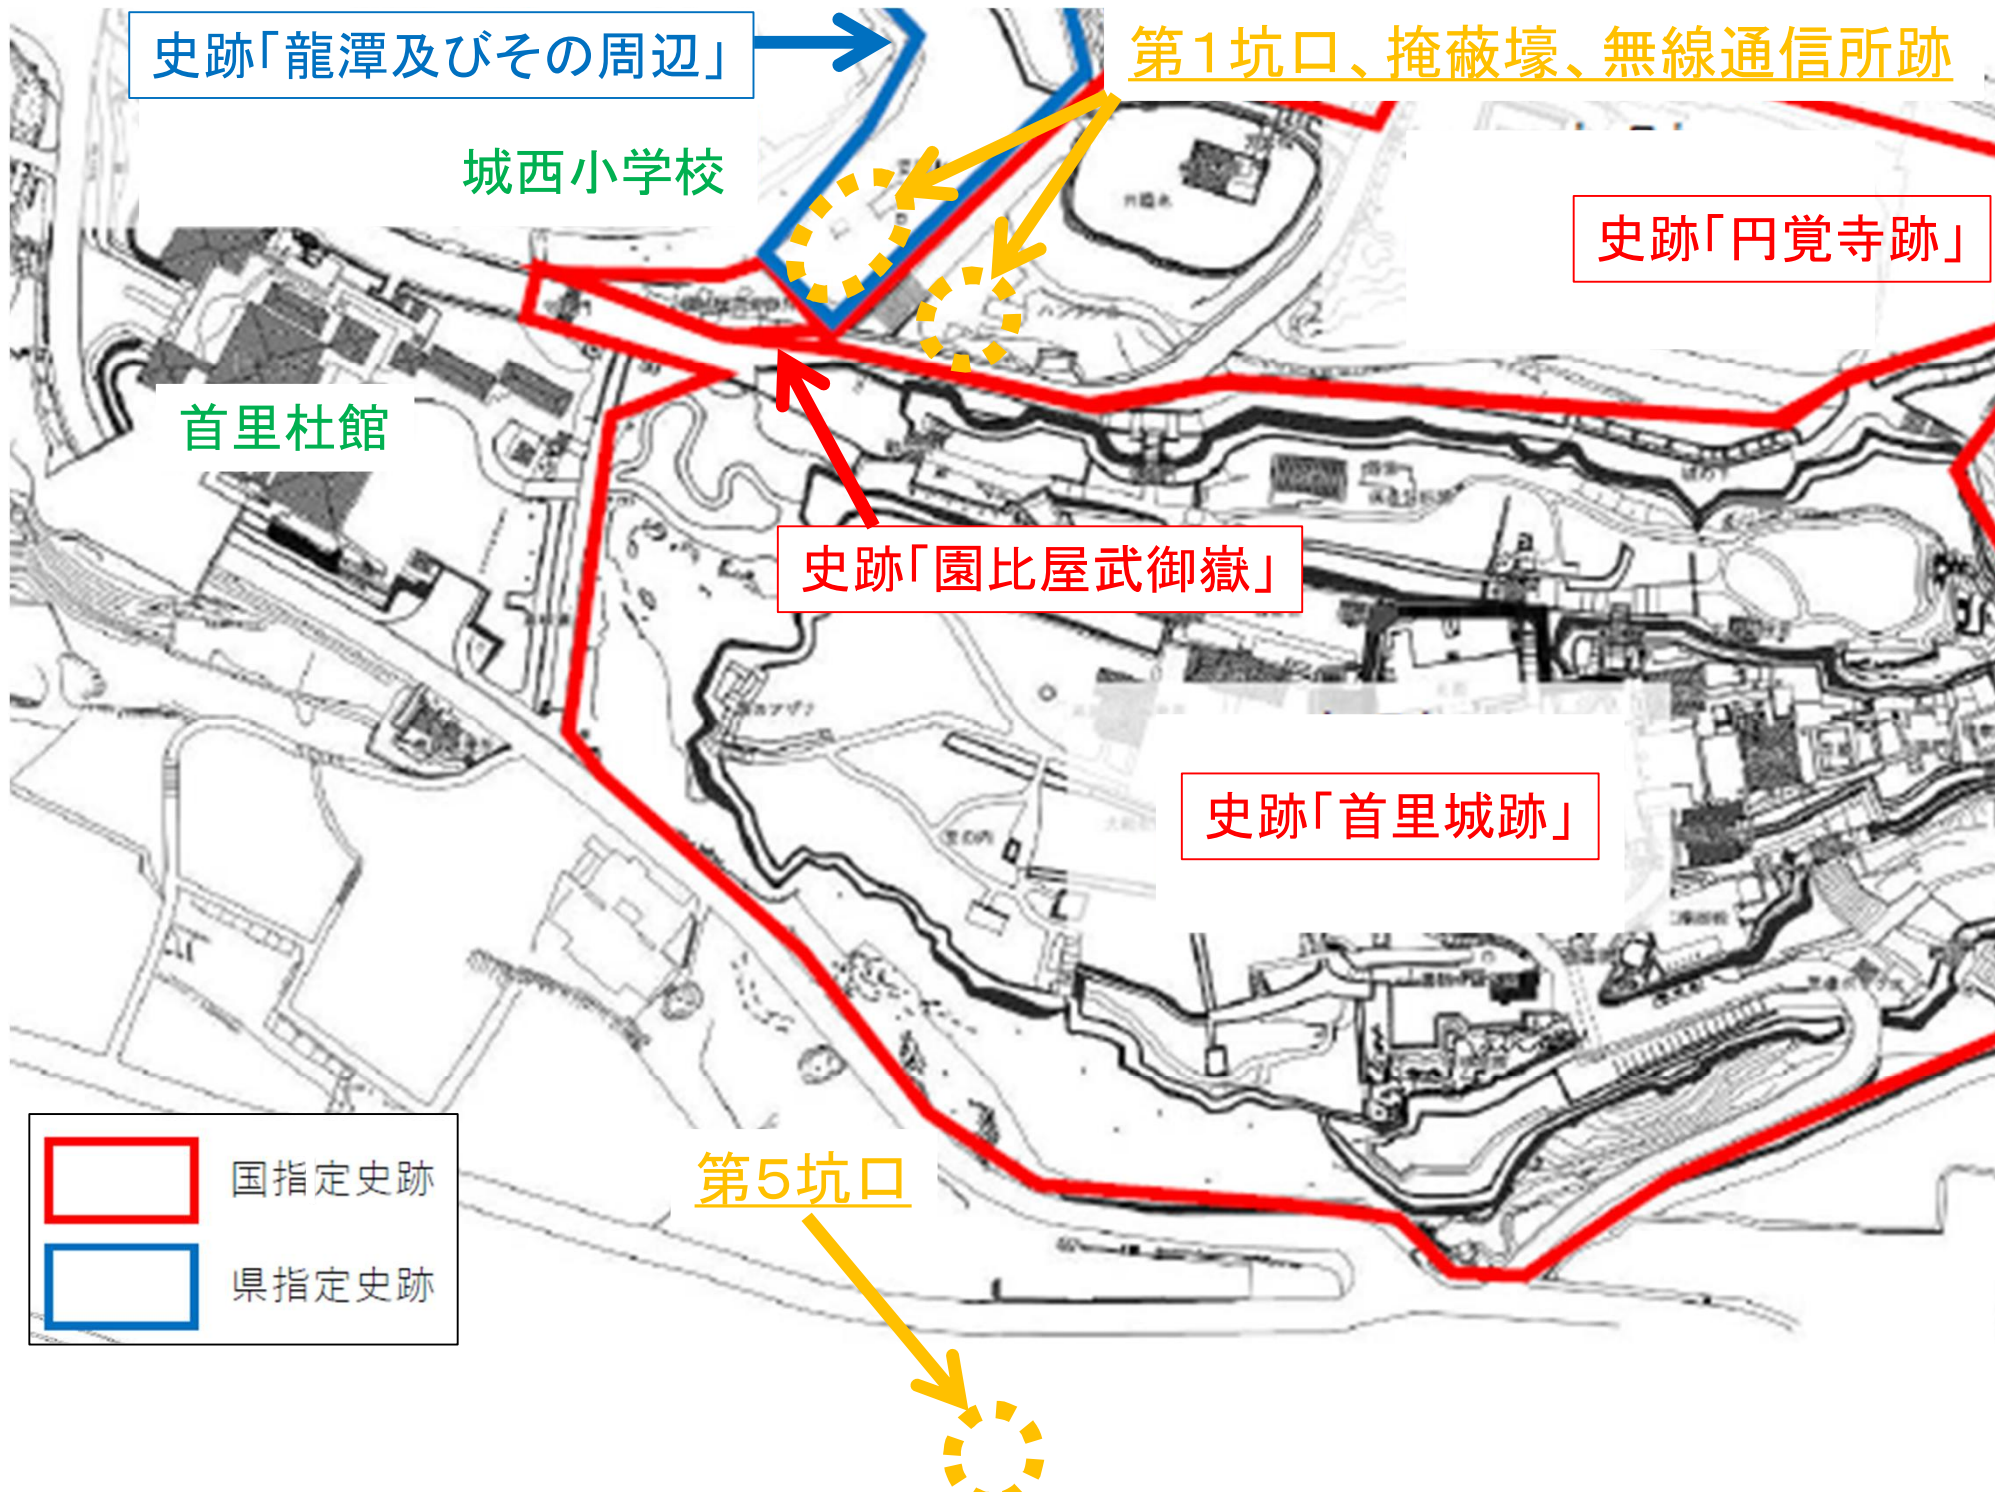 史跡「龍潭及びその周辺」
第1坑口、掩蔽壕、無線通信所跡
城西小学校
史跡「円覚寺跡」
首里杜館
史跡「園比屋武御嶽」
史跡「首里城跡」
第5坑口
国指定史跡
県指定史跡